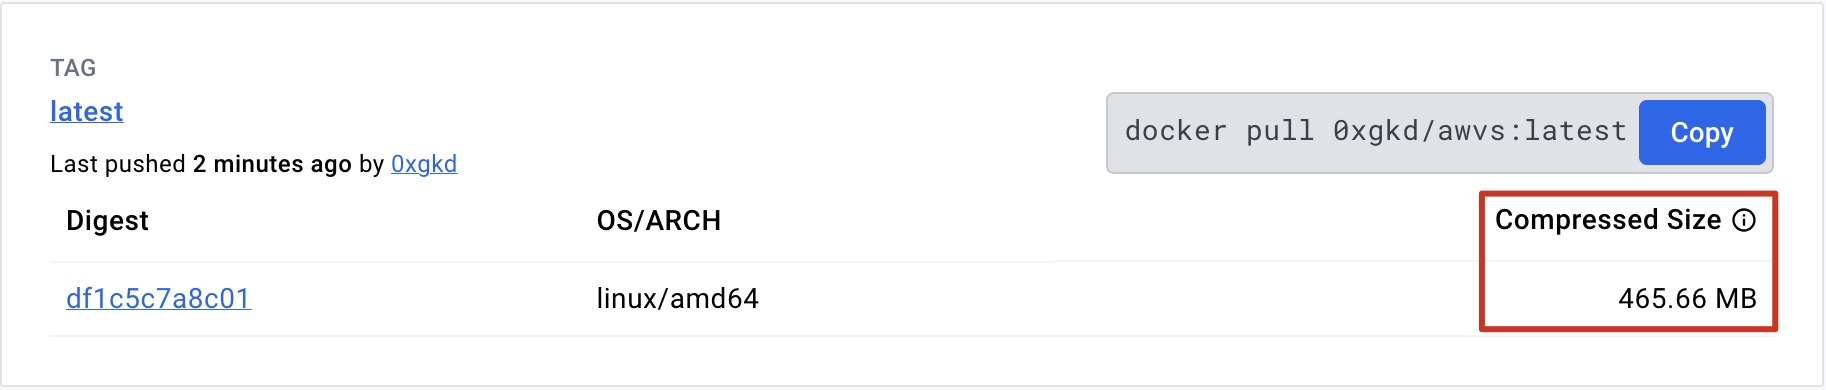 TAG
latest
docker pull 0xgkd/awvs:latest Copy
Last pushed 2 minutes ago by 0xgkd
Digest OS/ARCH Compressed Size
df1c5c7a8c01 linux/amd64 465.66 MB